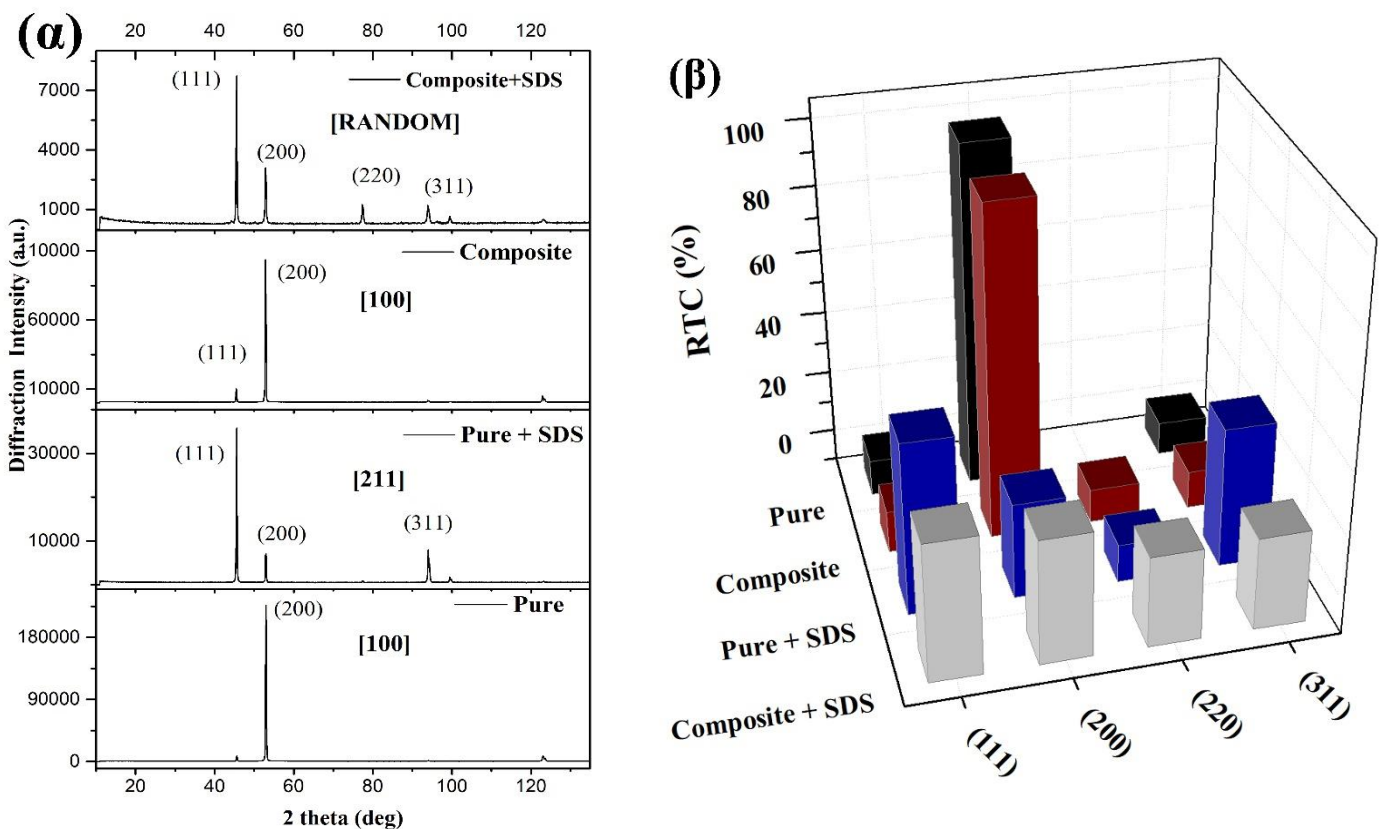 (α)
20 40 60 80 100 120
Composite+SDS
(111)
7000
[RANDOM]
4000
(200)
(220)
(311)
1000
10000
Composite
(200)
[100]
60000
(111)
10000
Pure + SDS
(111)
30000
[211]
(200)
(311)
10000
Pure
(200)
[100]
180000
90000
0
20 40 60 80 100 120
2 theta (deg)
Diffraction Intensity (a.u.)
(β)
100
80
60
40
20
0
RTC (%)
Pure
Composite
Pure + SDS
Composite + SDS
(111)
(200)
(220)
(311)